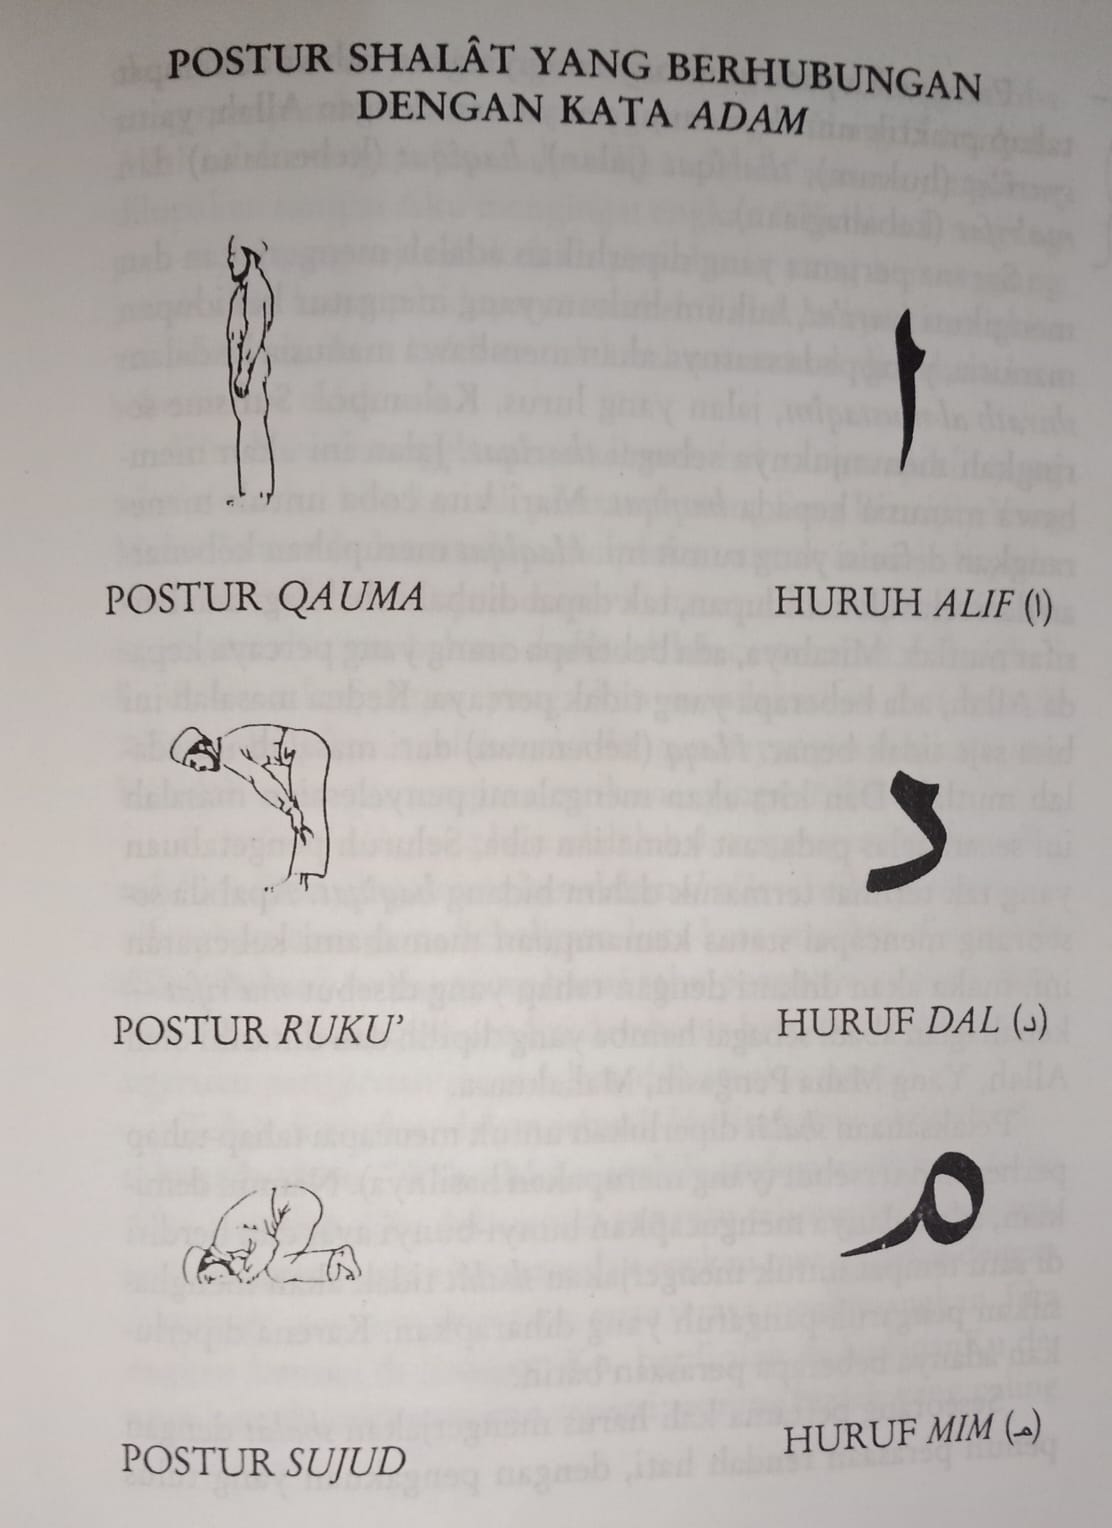 POSTUR SHALÂT YANG BERHUBUNGAN
DENGAN KATA ADAM
ا
POSTUR QAUMA
HURUH ALIF (ا)
د
POSTUR RUKU’
HURUF DAL (د)
م
POSTUR SUJUD
HURUF MIM (م)